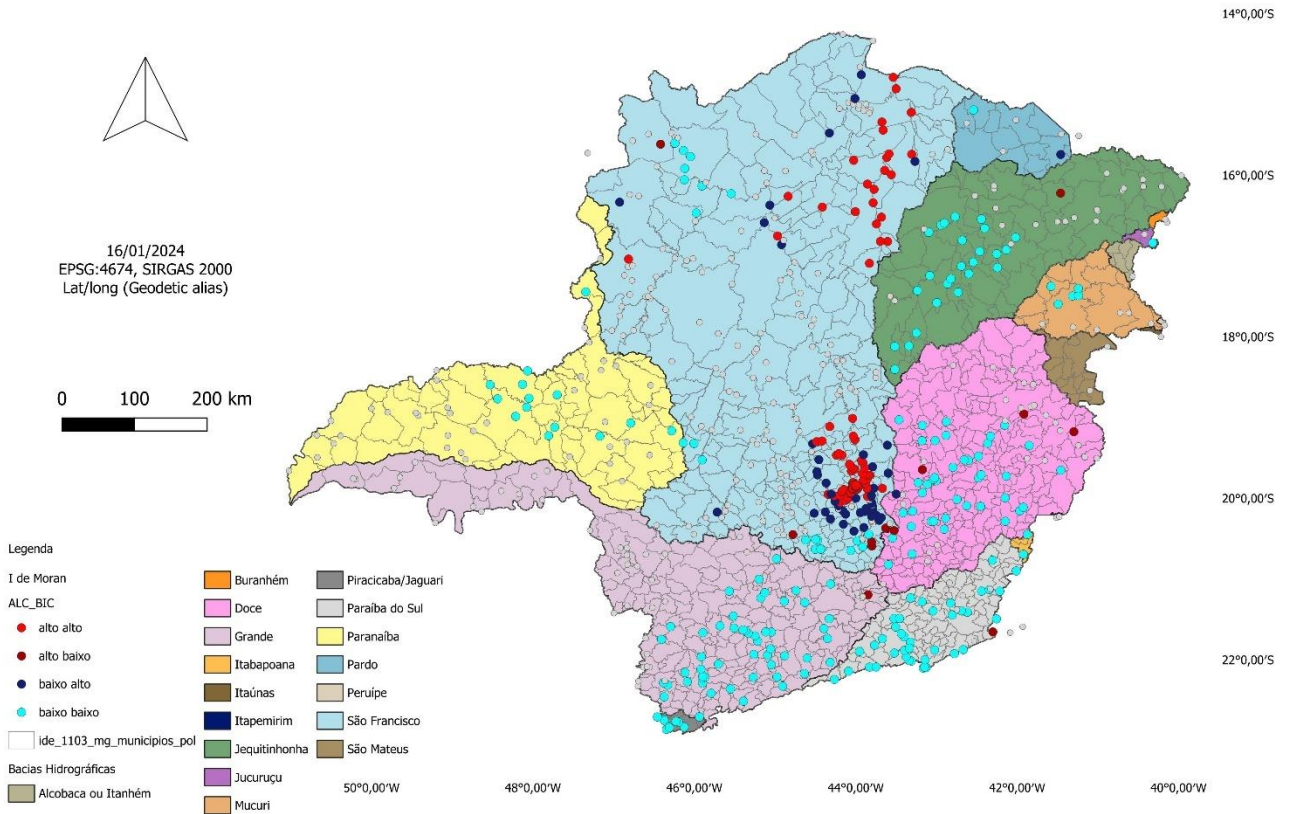 14°0,00'S
16°0,00'S
18°0,00'S
20°0,00'S
22°0,00'S
16/01/2024
EPSG:4674, SIRGAS 2000
Lat/long (Geodetic alias)
0 100 200 km
Legenda
I de Moran
ALC_BIC
alto alto
alto baixo
baixo alto
baixo baixo
ide_1103_mg_municipios_pol
Bacias Hidrográficas
Alcobaca ou Itanhém
Buranhém
Doce
Grande
Itabapoana
Itaúnas
Itapemirim
Jequitinhonha
Jucuruçu
Mucuri
Piracicaba/Jaguari
Paraíba do Sul
Paranaíba
Pardo
Peruípe
São Francisco
São Mateus
50°0,00'W 48°0,00'W 46°0,00'W 44°0,00'W 42°0,00'W 40°0,00'W